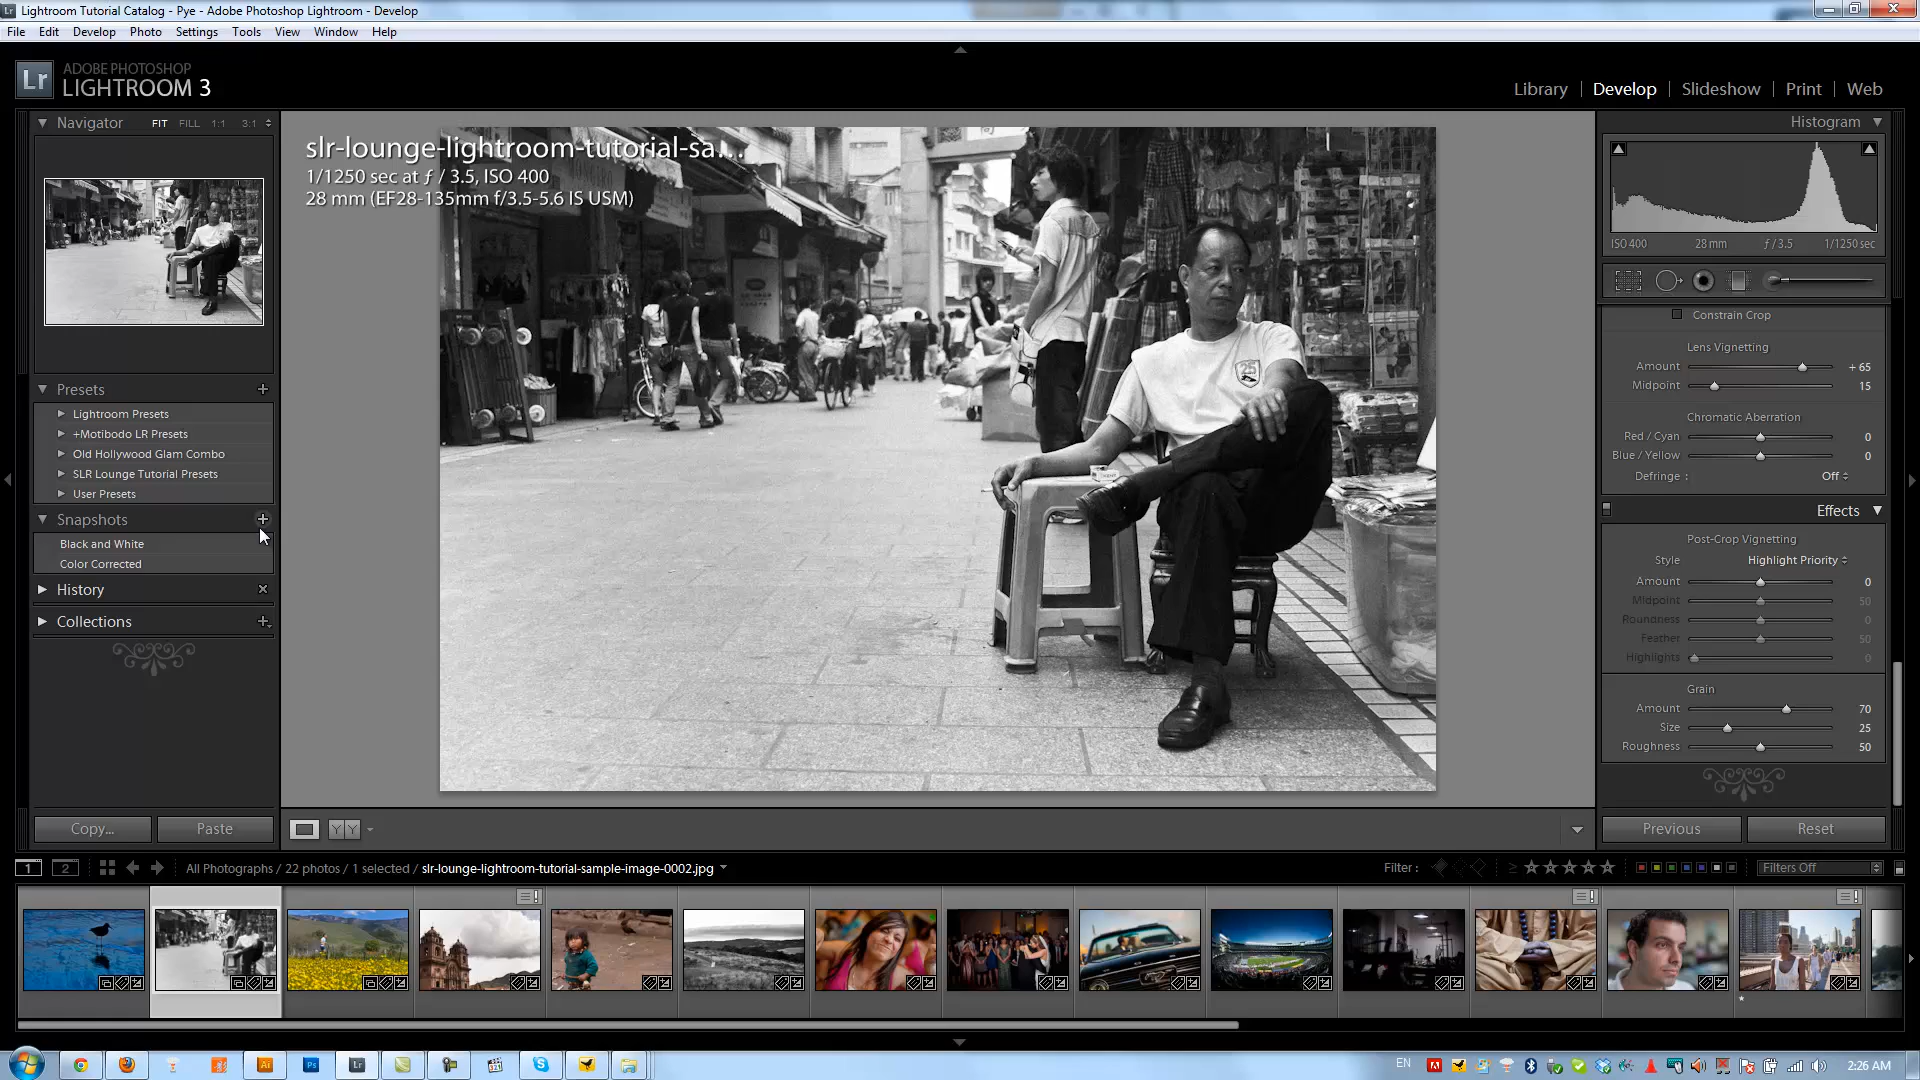 Lightroom Tutorial Catalog - Pye - Adobe Photoshop Lightroom - Develop
File Edit Develop Photo Settings Tools View Window Help
Lr ADOBE PHOTOSHOP
LIGHTROOM 3
Library | Develop | Slideshow | Print | Web
Navigator FIT FILL 1:1 3:1
Presets +
Lightroom Presets
+Motibodo LR Presets
Old Hollywood Glam Combo
SLR Lounge Tutorial Presets
User Presets
Snapshots +
Black and White
Color Corrected
History ×
Collections +
Copy... Paste
slr-lounge-lightroom-tutorial-sa...
1/1250 sec at ƒ / 3.5, ISO 400
28 mm (EF28-135mm f/3.5-5.6 IS USM)
25
Histogram
ISO 400 28 mm ƒ / 3.5 1/1250 sec
Constrain Crop
Lens Vignetting
Amount + 65
Midpoint 15
Chromatic Aberration
Red / Cyan 0
Blue / Yellow 0
Defringe : Off
Effects
Post-Crop Vignetting
Style Highlight Priority
Amount 0
Midpoint 50
Roundness 0
Feather 50
Highlights 0
Grain
Amount 70
Size 25
Roughness 50
Previous Reset
YY
1 2 All Photographs / 22 photos / 1 selected / slr-lounge-lightroom-tutorial-sample-image-0002.jpg Filter : ≥ Filters Off
Ai Ps Lr 321 EN 2:26 AM